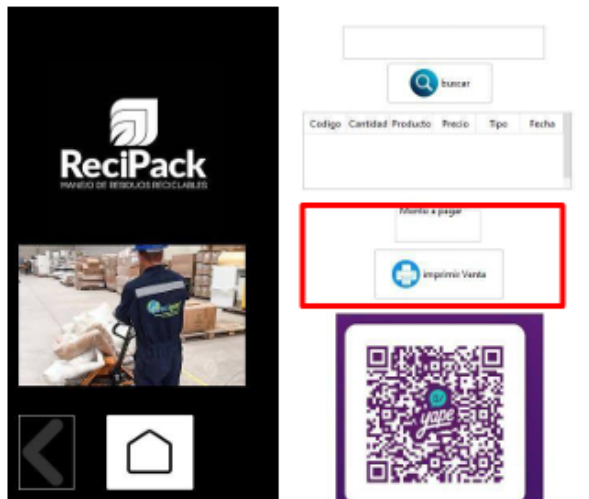 ReciPack
MANEJO DE RESIDUOS RECICLABLES
buscar
Codigo Cantidad Producto Precio Tipo Fecha
Monto a pagar
imprimir Venta
S/
yape